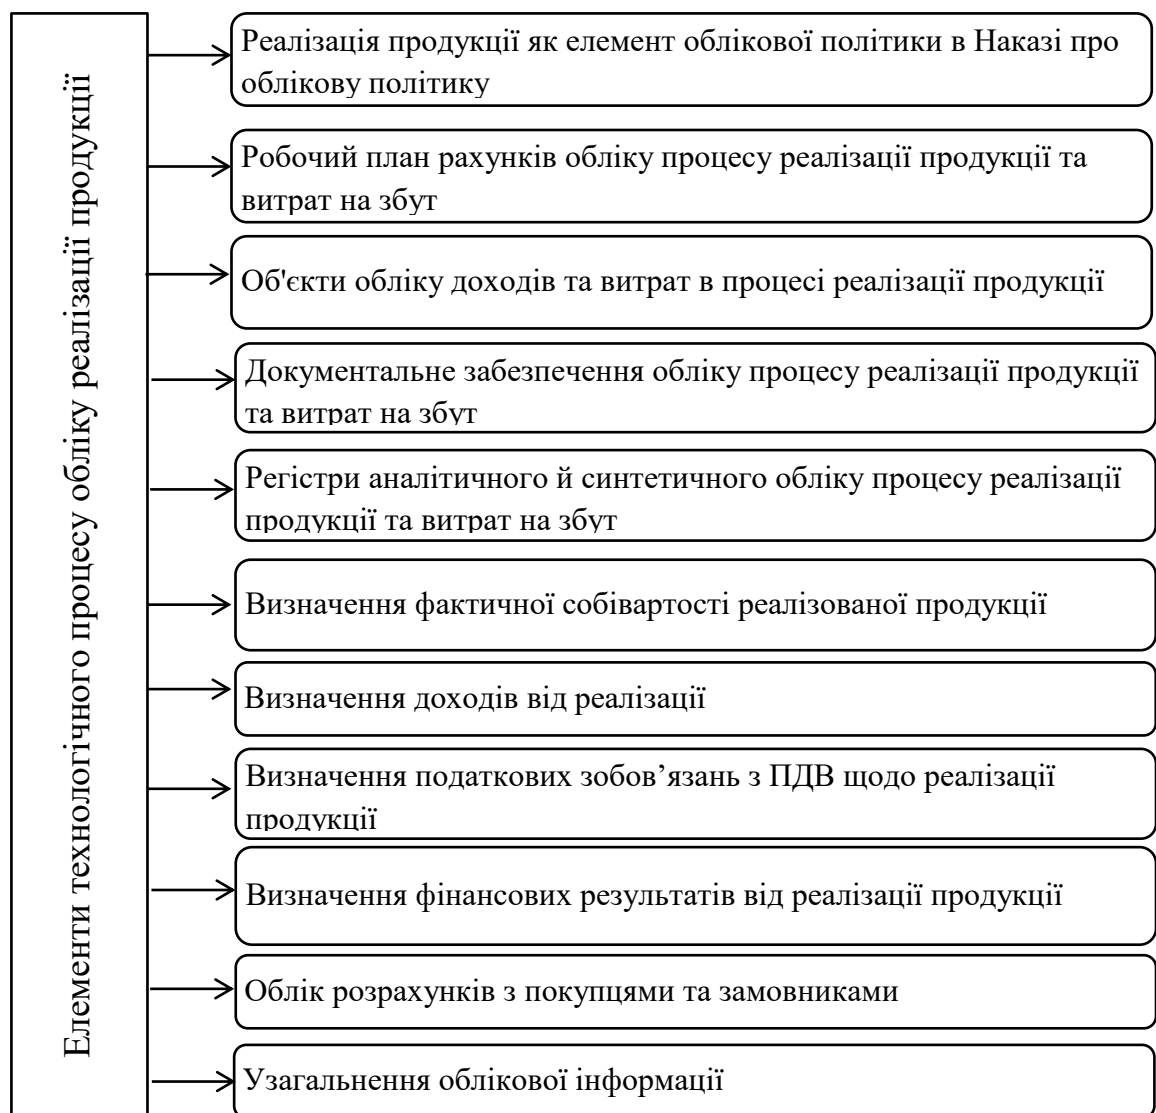 Елементи технологічного процесу обліку реалізації продукції
Реалізація продукції як елемент облікової політики в Наказі про
облікову політику
Робочий план рахунків обліку процесу реалізації продукції та
витрат на збут
Об'єкти обліку доходів та витрат в процесі реалізації продукції
Документальне забезпечення обліку процесу реалізації продукції
та витрат на збут
Регістри аналітичного й синтетичного обліку процесу реалізації
продукції та витрат на збут
Визначення фактичної собівартості реалізованої продукції
Визначення доходів від реалізації
Визначення податкових зобов’язань з ПДВ щодо реалізації
продукції
Визначення фінансових результатів від реалізації продукції
Облік розрахунків з покупцями та замовниками
Узагальнення облікової інформації